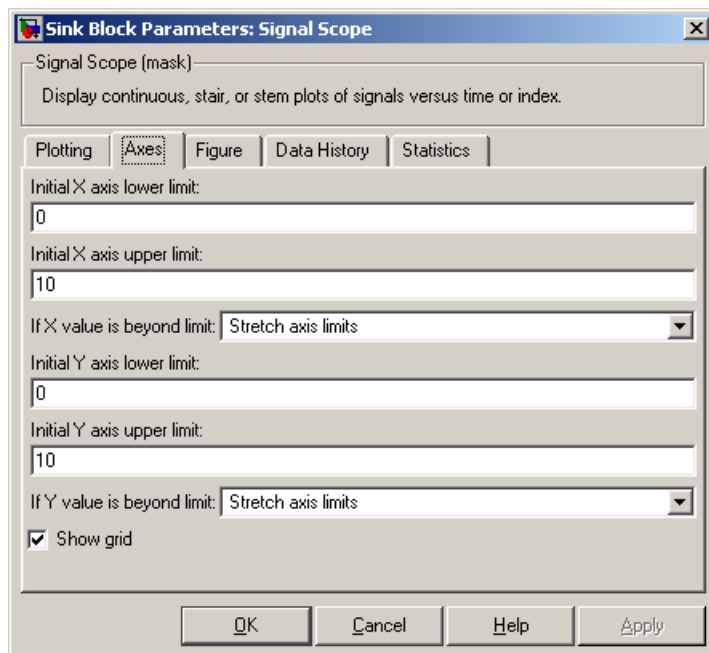 Sink Block Parameters: Signal Scope
Signal Scope (mask)
Display continuous, stair, or stem plots of signals versus time or index.
Plotting Axes Figure Data History Statistics
Initial X axis lower limit:
0
Initial X axis upper limit:
10
If X value is beyond limit: Stretch axis limits
Initial Y axis lower limit:
0
Initial Y axis upper limit:
10
If Y value is beyond limit: Stretch axis limits
Show grid
OK Cancel Help Apply